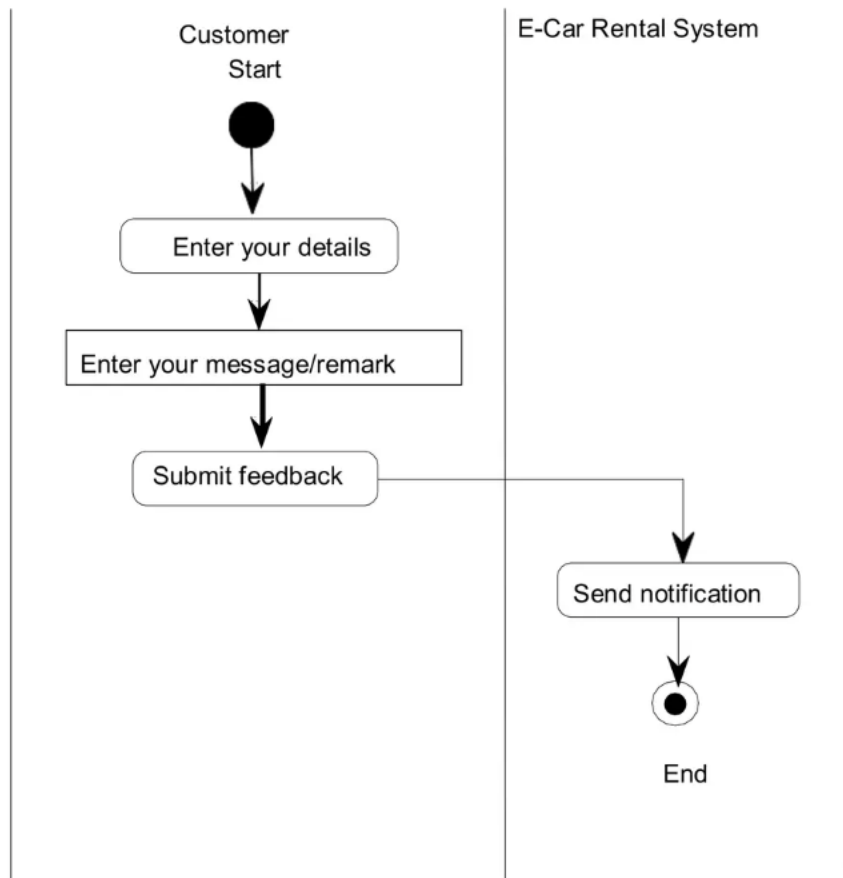 Customer
E-Car Rental System
Start
Enter your details
Enter your message/remark
Submit feedback
Send notification
End